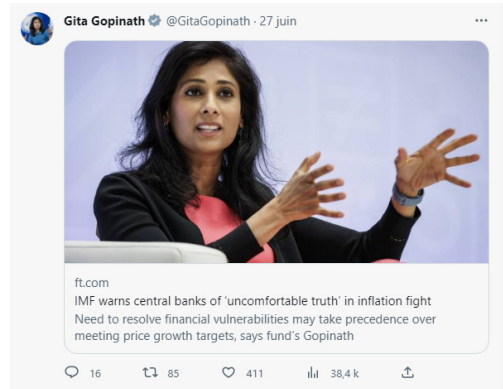 Gita Gopinath @GitaGopinath · 27 juin
ft.com
IMF warns central banks of 'uncomfortable truth' in inflation fight
Need to resolve financial vulnerabilities may take precedence over
meeting price growth targets, says fund's Gopinath
16 85 411 38,4 k